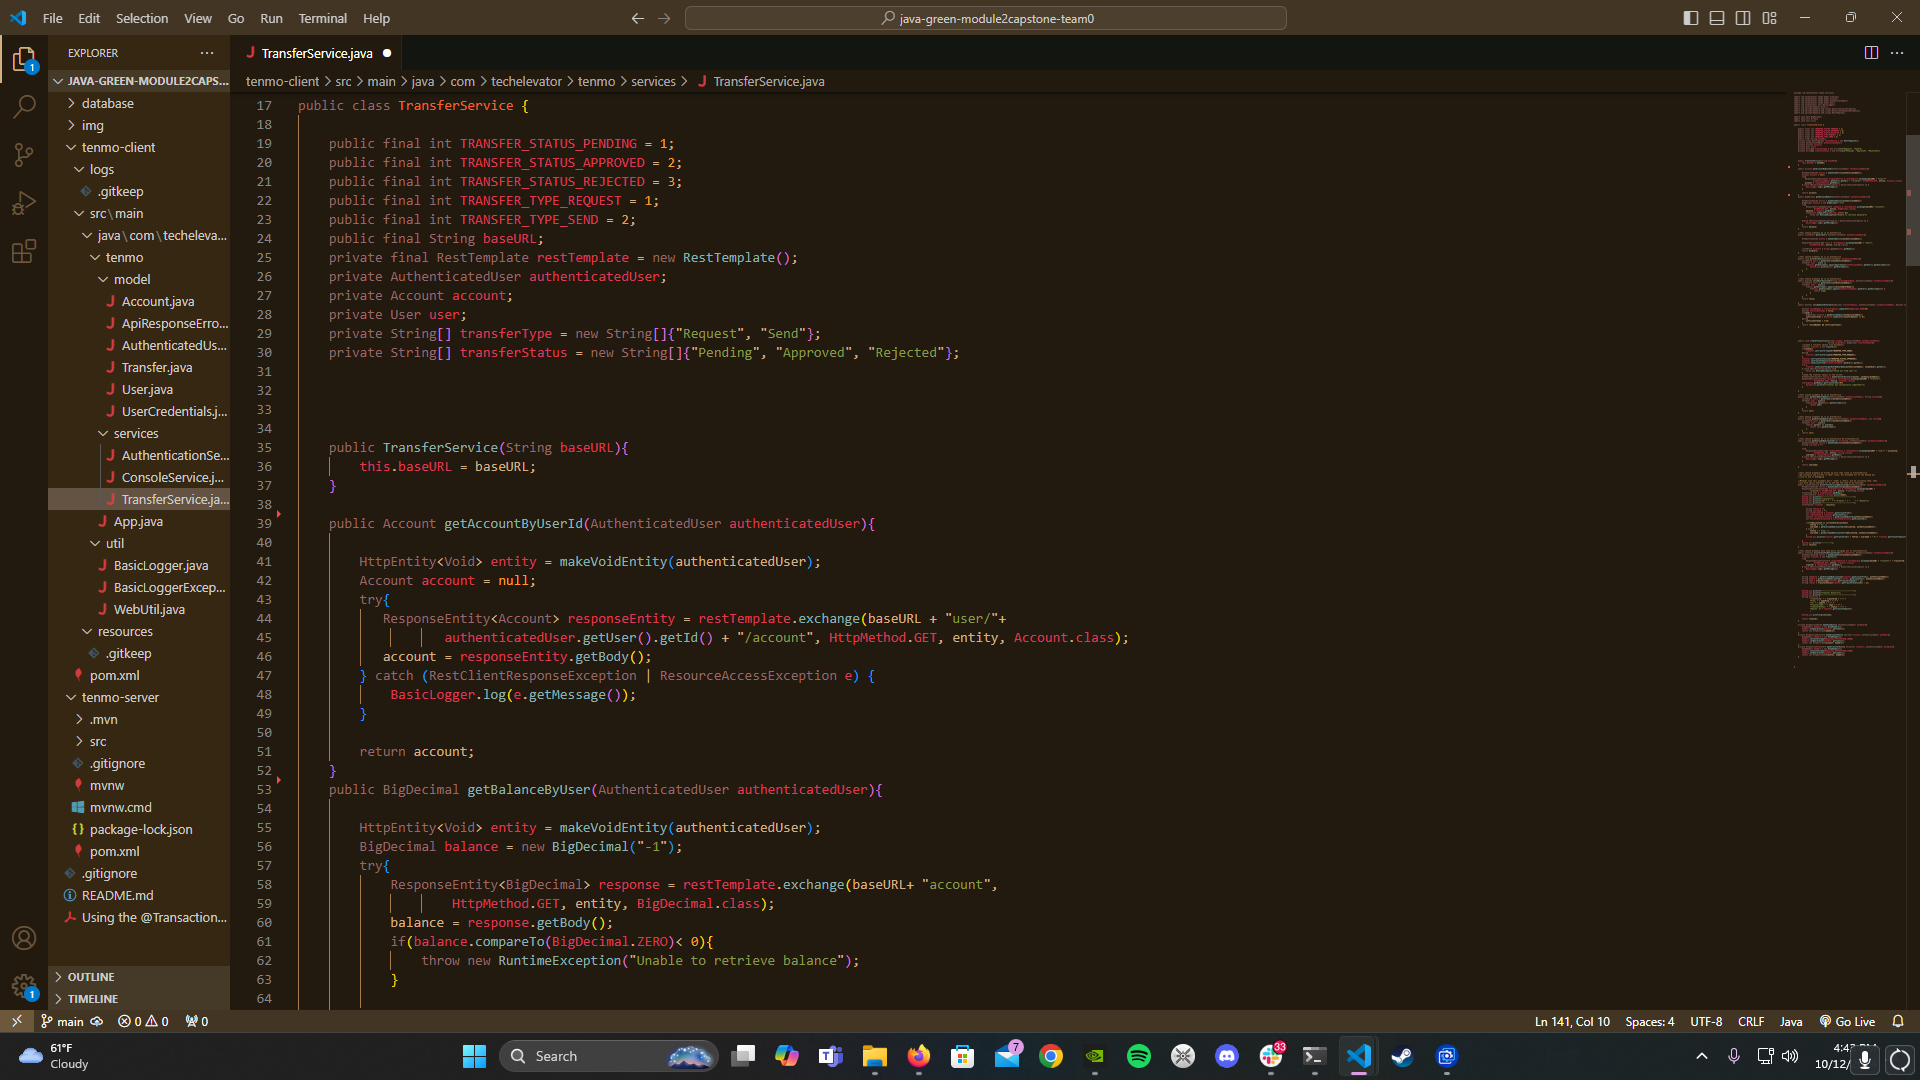 File Edit Selection View Go Run Terminal Help
java-green-module2capstone-team0
EXPLORER
JAVA-GREEN-MODULE2CAPS...
database
img
tenmo-client
logs
.gitkeep
src\main
java\com\techeleva...
tenmo
model
Account.java
ApiResponseErro...
AuthenticatedUs...
Transfer.java
User.java
UserCredentials.j...
services
AuthenticationSe...
ConsoleService.j...
TransferService.ja...
App.java
util
BasicLogger.java
BasicLoggerExcep...
WebUtil.java
resources
.gitkeep
pom.xml
tenmo-server
.mvn
src
.gitignore
mvnw
mvnw.cmd
package-lock.json
pom.xml
.gitignore
README.md
Using the @Transaction...
OUTLINE
TIMELINE
TransferService.java
tenmo-client > src > main > java > com > techelevator > tenmo > services > TransferService.java
17 public class TransferService {
18
19 public final int TRANSFER_STATUS_PENDING = 1;
20 public final int TRANSFER_STATUS_APPROVED = 2;
21 public final int TRANSFER_STATUS_REJECTED = 3;
22 public final int TRANSFER_TYPE_REQUEST = 1;
23 public final int TRANSFER_TYPE_SEND = 2;
24 public final String baseURL;
25 private final RestTemplate restTemplate = new RestTemplate();
26 private AuthenticatedUser authenticatedUser;
27 private Account account;
28 private User user;
29 private String[] transferType = new String[]{"Request", "Send"};
30 private String[] transferStatus = new String[]{"Pending", "Approved", "Rejected"};
31
32
33
34
35 public TransferService(String baseURL){
36 this.baseURL = baseURL;
37 }
38
39 public Account getAccountByUserId(AuthenticatedUser authenticatedUser){
40
41 HttpEntity<Void> entity = makeVoidEntity(authenticatedUser);
42 Account account = null;
43 try{
44 ResponseEntity<Account> responseEntity = restTemplate.exchange(baseURL + "user/"+
45 authenticatedUser.getUser().getId() + "/account", HttpMethod.GET, entity, Account.class);
46 account = responseEntity.getBody();
47 } catch (RestClientResponseException | ResourceAccessException e) {
48 BasicLogger.log(e.getMessage());
49 }
50
51 return account;
52 }
53 public BigDecimal getBalanceByUser(AuthenticatedUser authenticatedUser){
54
55 HttpEntity<Void> entity = makeVoidEntity(authenticatedUser);
56 BigDecimal balance = new BigDecimal("-1");
57 try{
58 ResponseEntity<BigDecimal> response = restTemplate.exchange(baseURL+ "account",
59 HttpMethod.GET, entity, BigDecimal.class);
60 balance = response.getBody();
61 if(balance.compareTo(BigDecimal.ZERO)< 0){
62 throw new RuntimeException("Unable to retrieve balance");
63 }
64
main 0 0 0
Ln 141, Col 10 Spaces: 4 UTF-8 CRLF Java Go Live
61°F
Cloudy
Search
7
33
10/12/